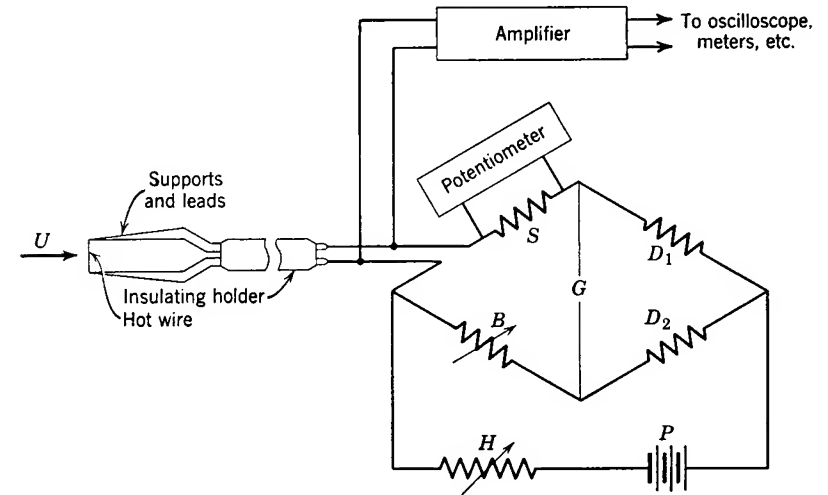 Amplifier
To oscilloscope,
meters, etc.
Potentiometer
Supports
and leads
U
S
D1
Insulating holder
Hot wire
G
B
D2
H
P